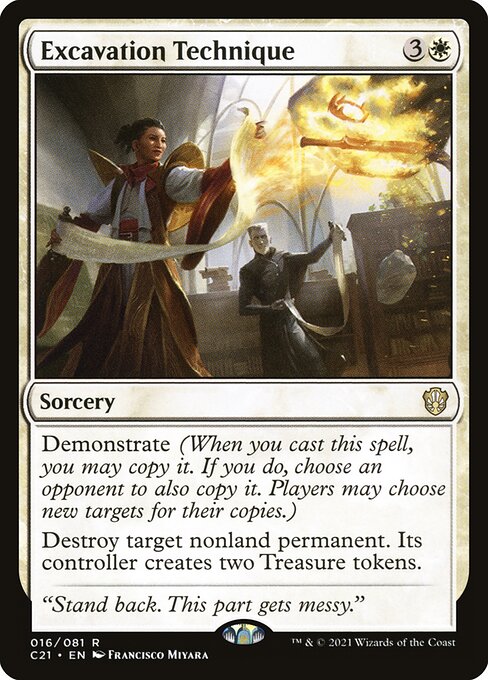 Excavation Technique 3
Sorcery
Demonstrate (When you cast this spell,
you may copy it. If you do, choose an
opponent to also copy it. Players may choose
new targets for their copies.)
Destroy target nonland permanent. Its
controller creates two Treasure tokens.
“Stand back. This part gets messy.”
016/081 R
C21 • EN Francisco Miyara
™ & © 2021 Wizards of the Coast